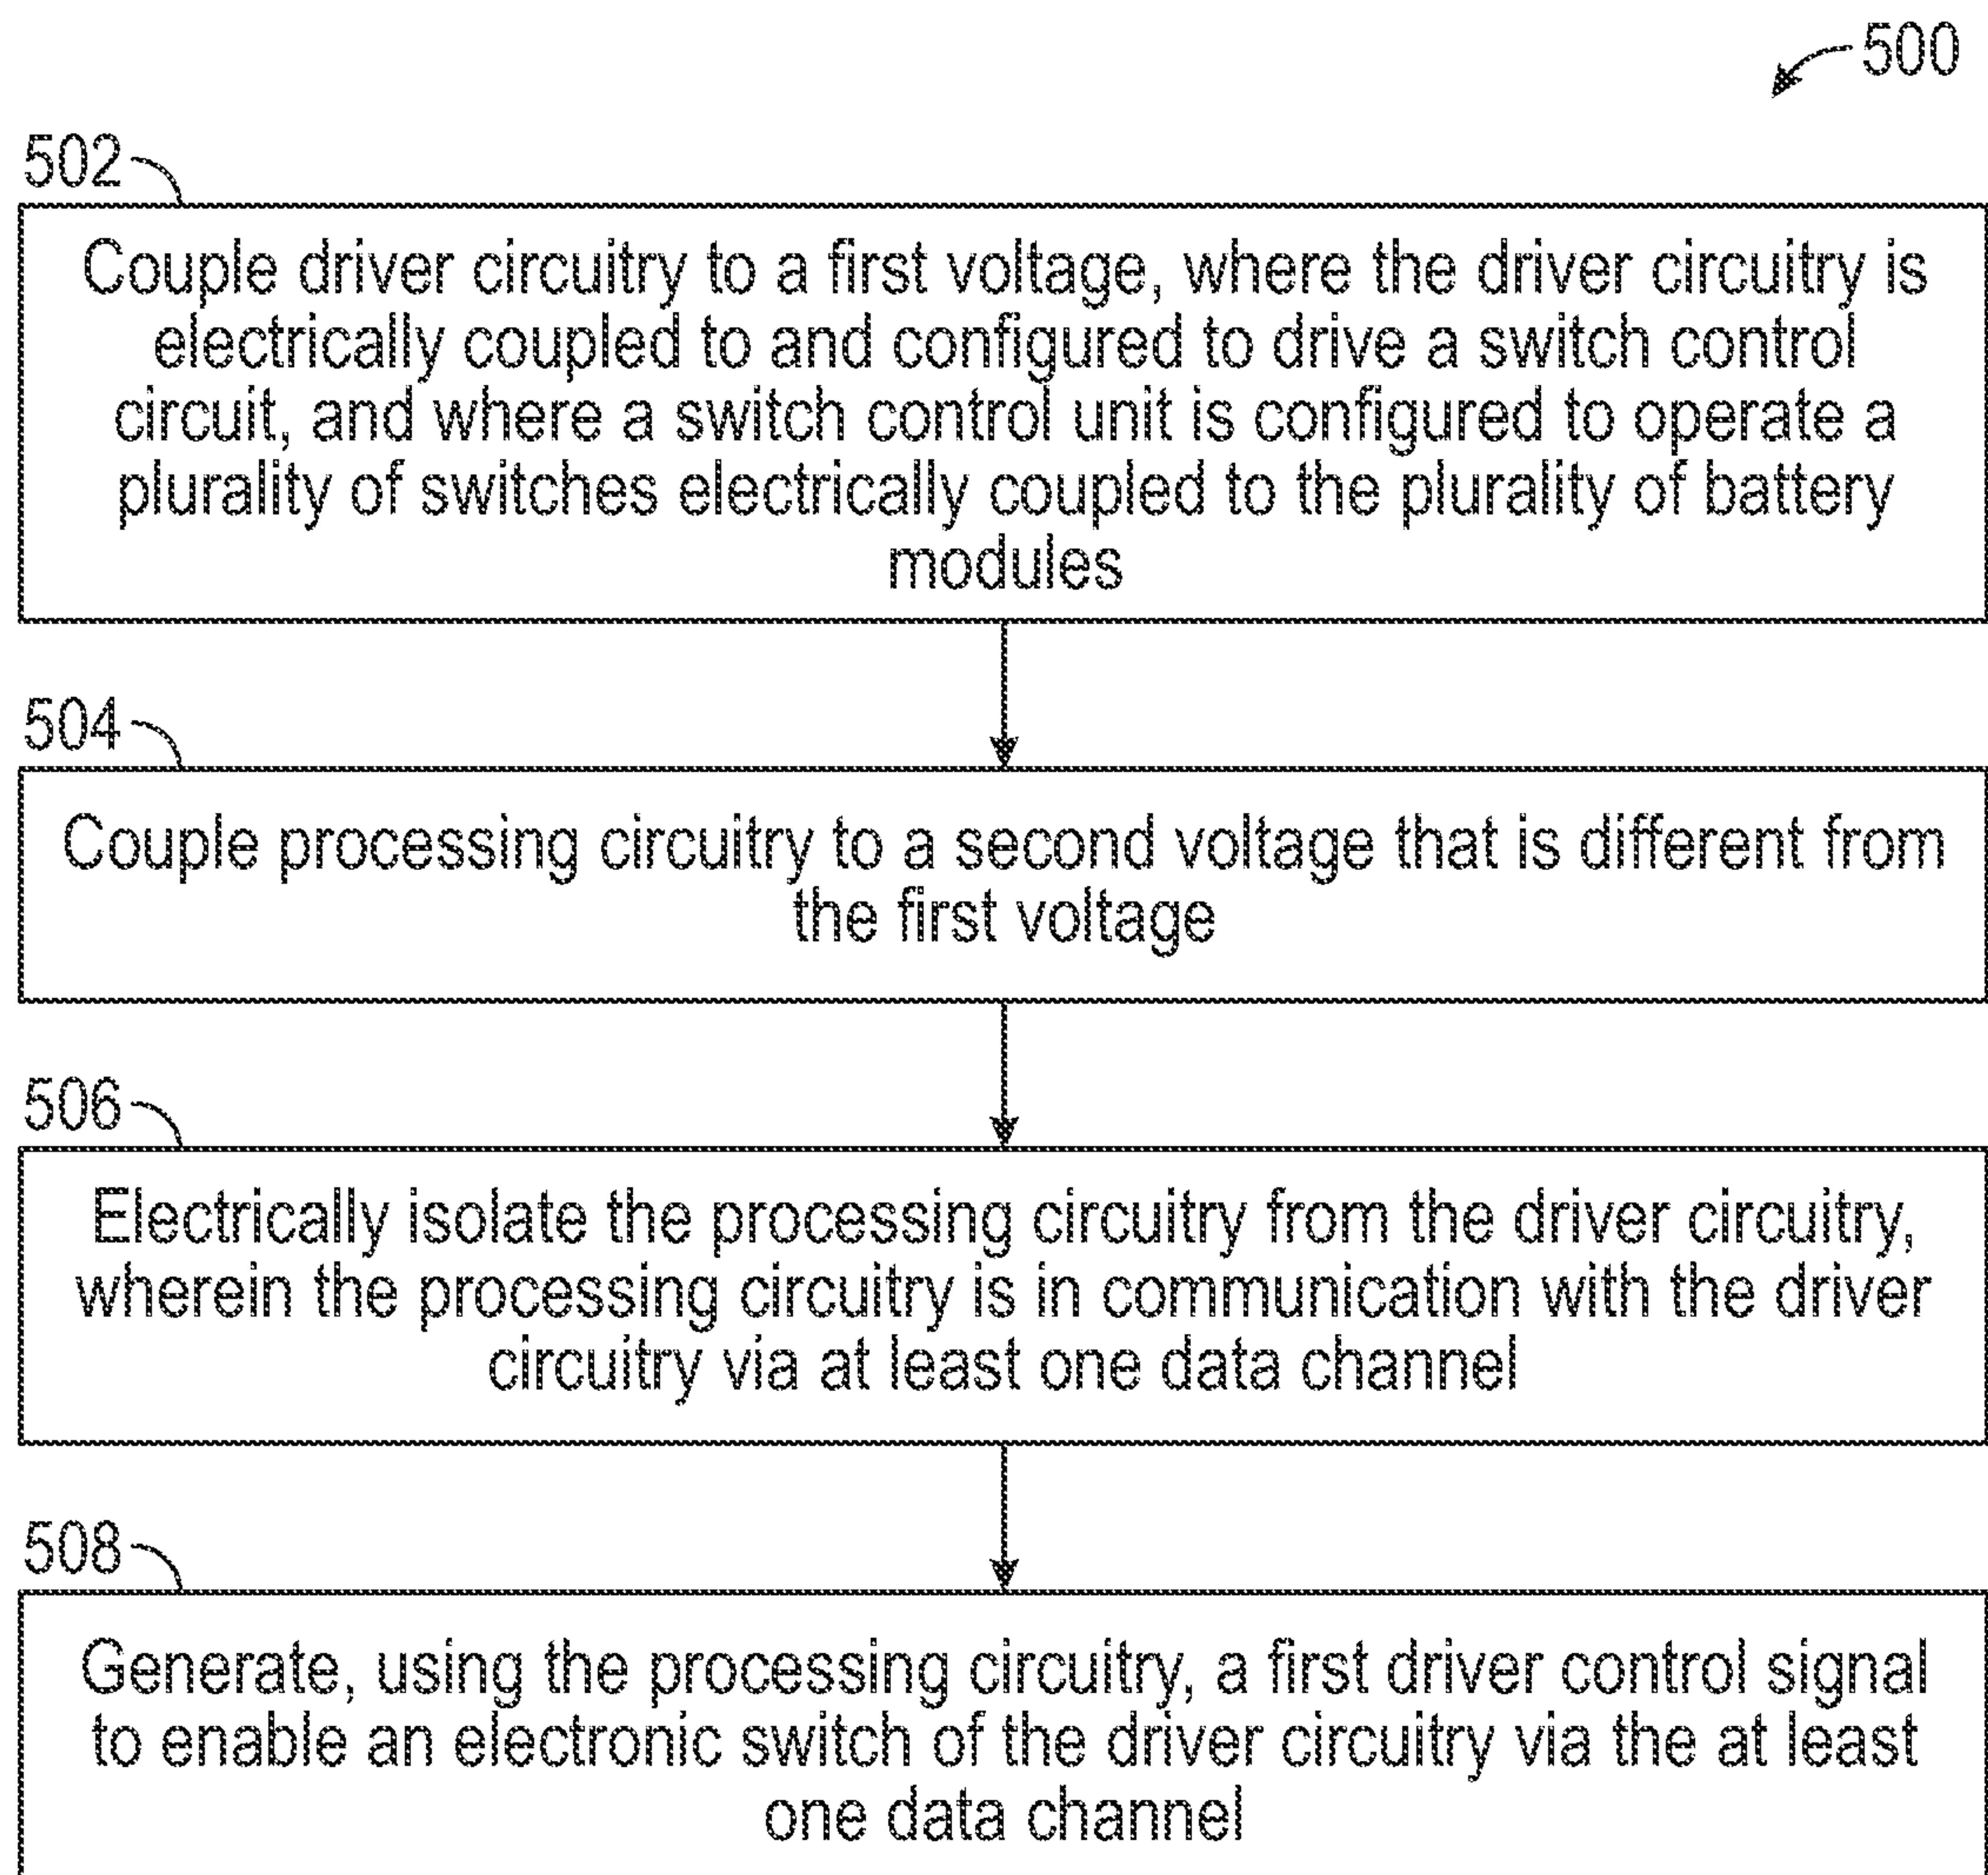 500
502
Couple driver circuitry to a first voltage, where the driver circuitry is
electrically coupled to and configured to drive a switch control
circuit, and where a switch control unit is configured to operate a
plurality of switches electrically coupled to the plurality of battery
modules
504
Couple processing circuitry to a second voltage that is different from
the first voltage
506
Electrically isolate the processing circuitry from the driver circuitry,
wherein the processing circuitry is in communication with the driver
circuitry via at least one data channel
508
Generate, using the processing circuitry, a first driver control signal
to enable an electronic switch of the driver circuitry via the at least
one data channel